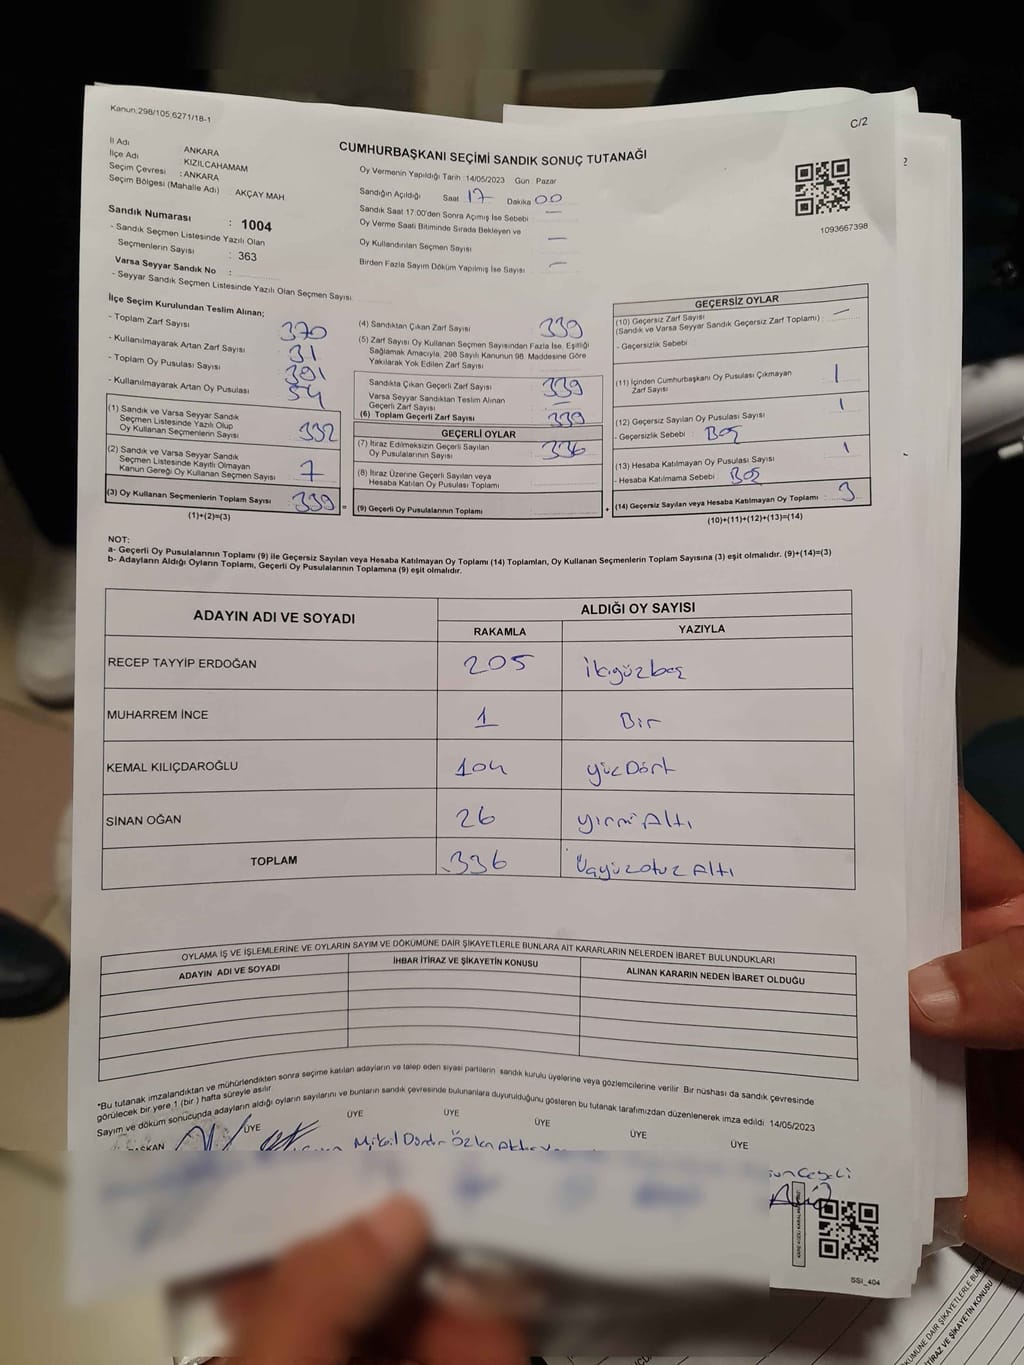 Kanun:298/105,6271/18-1
C/2
CUMHURBAŞKANI SEÇİMİ SANDIK SONUÇ TUTANAĞI
İl Adı ANKARA
İlçe Adı KIZILCAHAMAM
Seçim Çevresi : ANKARA
Seçim Bölgesi (Mahalle Adı) : AKÇAY MAH
Sandık Numarası : 1004
- Sandık Seçmen Listesinde Yazılı Olan
Seçmenlerin Sayısı : 363
Varsa Seyyar Sandık No :
- Seyyar Sandık Seçmen Listesinde Yazılı Olan Seçmen Sayısı
Oy Vermenin Yapıldığı Tarih :14/05/2023 Gün Pazar
Sandığın Açıldığı Saat 17 Dakika 00
Sandık Saat 17:00'den Sonra Açımış İse Sebebi —
Oy Verme Saati Bitiminde Sırada Bekleyen ve
Oy Kullandırılan Seçmen Sayısı —
Birden Fazla Sayım Döküm Yapılmış İse Sayısı —
1093667398
İlçe Seçim Kurulundan Teslim Alınan;
- Toplam Zarf Sayısı 370
- Kullanılmayarak Artan Zarf Sayısı 31
- Toplam Oy Pusulası Sayısı 391
- Kullanılmayarak Artan Oy Pusulası 54
(1) Sandık ve Varsa Seyyar Sandık
Seçmen Listesinde Yazılı Olup
Oy Kullanan Seçmenlerin Sayısı 332
(2) Sandık ve Varsa Seyyar Sandık
Seçmen Listesinde Kayıtlı Olmayan
Kanun Gereği Oy Kullanan Seçmen Sayısı 7
(3) Oy Kullanan Seçmenlerin Toplam Sayısı 339
(1)+(2)=(3)
(4) Sandıktan Çıkan Zarf Sayısı 339
(5) Zarf Sayısı Oy Kullanan Seçmen Sayısından Fazla İse, Eşitliği
Sağlamak Amacıyla, 298 Sayılı Kanunun 98. Maddesine Göre
Yakılarak Yok Edilen Zarf Sayısı
Sandıkta Çıkan Geçerli Zarf Sayısı 339
Varsa Seyyar Sandıktan Teslim Alınan
Geçerli Zarf Sayısı —
(6) Toplam Geçerli Zarf Sayısı 339
GEÇERLİ OYLAR
(7) İtiraz Edilmeksizin Geçerli Sayılan
Oy Pusulalarının Sayısı 336
(8) İtiraz Üzerine Geçerli Sayılan veya
Hesaba Katılan Oy Pusulası Toplamı
= (9) Geçerli Oy Pusulalarının Toplamı +
GEÇERSİZ OYLAR
(10) Geçersiz Zarf Sayısı —
(Sandık ve Varsa Seyyar Sandık Geçersiz Zarf Toplamı) :
- Geçersizlik Sebebi
(11) İçinden Cumhurbaşkanı Oy Pusulası Çıkmayan
Zarf Sayısı 1
(12) Geçersiz Sayılan Oy Pusulası Sayısı 1
- Geçersizlik Sebebi : Boş
(13) Hesaba Katılmayan Oy Pusulası Sayısı 1
- Hesaba Katılmama Sebebi : Boş
(14) Geçersiz Sayılan veya Hesaba Katılmayan Oy Toplamı : 3
(10)+(11)+(12)+(13)=(14)
NOT:
a- Geçerli Oy Pusulalarının Toplamı (9) ile Geçersiz Sayılan veya Hesaba Katılmayan Oy Toplamı (14) Toplamları, Oy Kullanan Seçmenlerin Toplam Sayısına (3) eşit olmalıdır. (9)+(14)=(3)
b- Adayların Aldığı Oyların Toplamı, Geçerli Oy Pusulalarının Toplamına (9) eşit olmalıdır.
ADAYIN ADI VE SOYADI ALDIĞI OY SAYISI
RAKAMLA YAZIYLA
RECEP TAYYİP ERDOĞAN 205 ikiyüzbeş
MUHARREM İNCE 1 Bir
KEMAL KILIÇDAROĞLU 104 yüzDört
SİNAN OĞAN 26 yirmiAltı
TOPLAM 336 ÜçyüzotuzAltı
OYLAMA İŞ VE İŞLEMLERİNE VE OYLARIN SAYIM VE DÖKÜMÜNE DAİR ŞİKAYETLERLE BUNLARA AİT KARARLARIN NELERDEN İBARET BULUNDUKLARI
ADAYIN ADI VE SOYADI İHBAR İTİRAZ VE ŞİKAYETİN KONUSU ALINAN KARARIN NEDEN İBARET OLDUĞU
"Bu tutanak imzalandıktan ve mühürlendikten sonra seçime katılan adayların ve talep eden siyasi partilerin sandık kurulu üyelerine veya gözlemcilerine verilir. Bir nüshası da sandık çevresinde
görülecek bir yere 1 (bir) hafta süreyle asılır.
Sayım ve döküm sonucunda adayların aldığı oyların sayılarını ve bunların sandık çevresinde bulunanlara duyurulduğunu gösteren bu tutanak tarafımızdan düzenlenerek imza edildi 14/05/2023
ÜYE ÜYE ÜYE ÜYE ÜYE ÜYE
SSİ_404